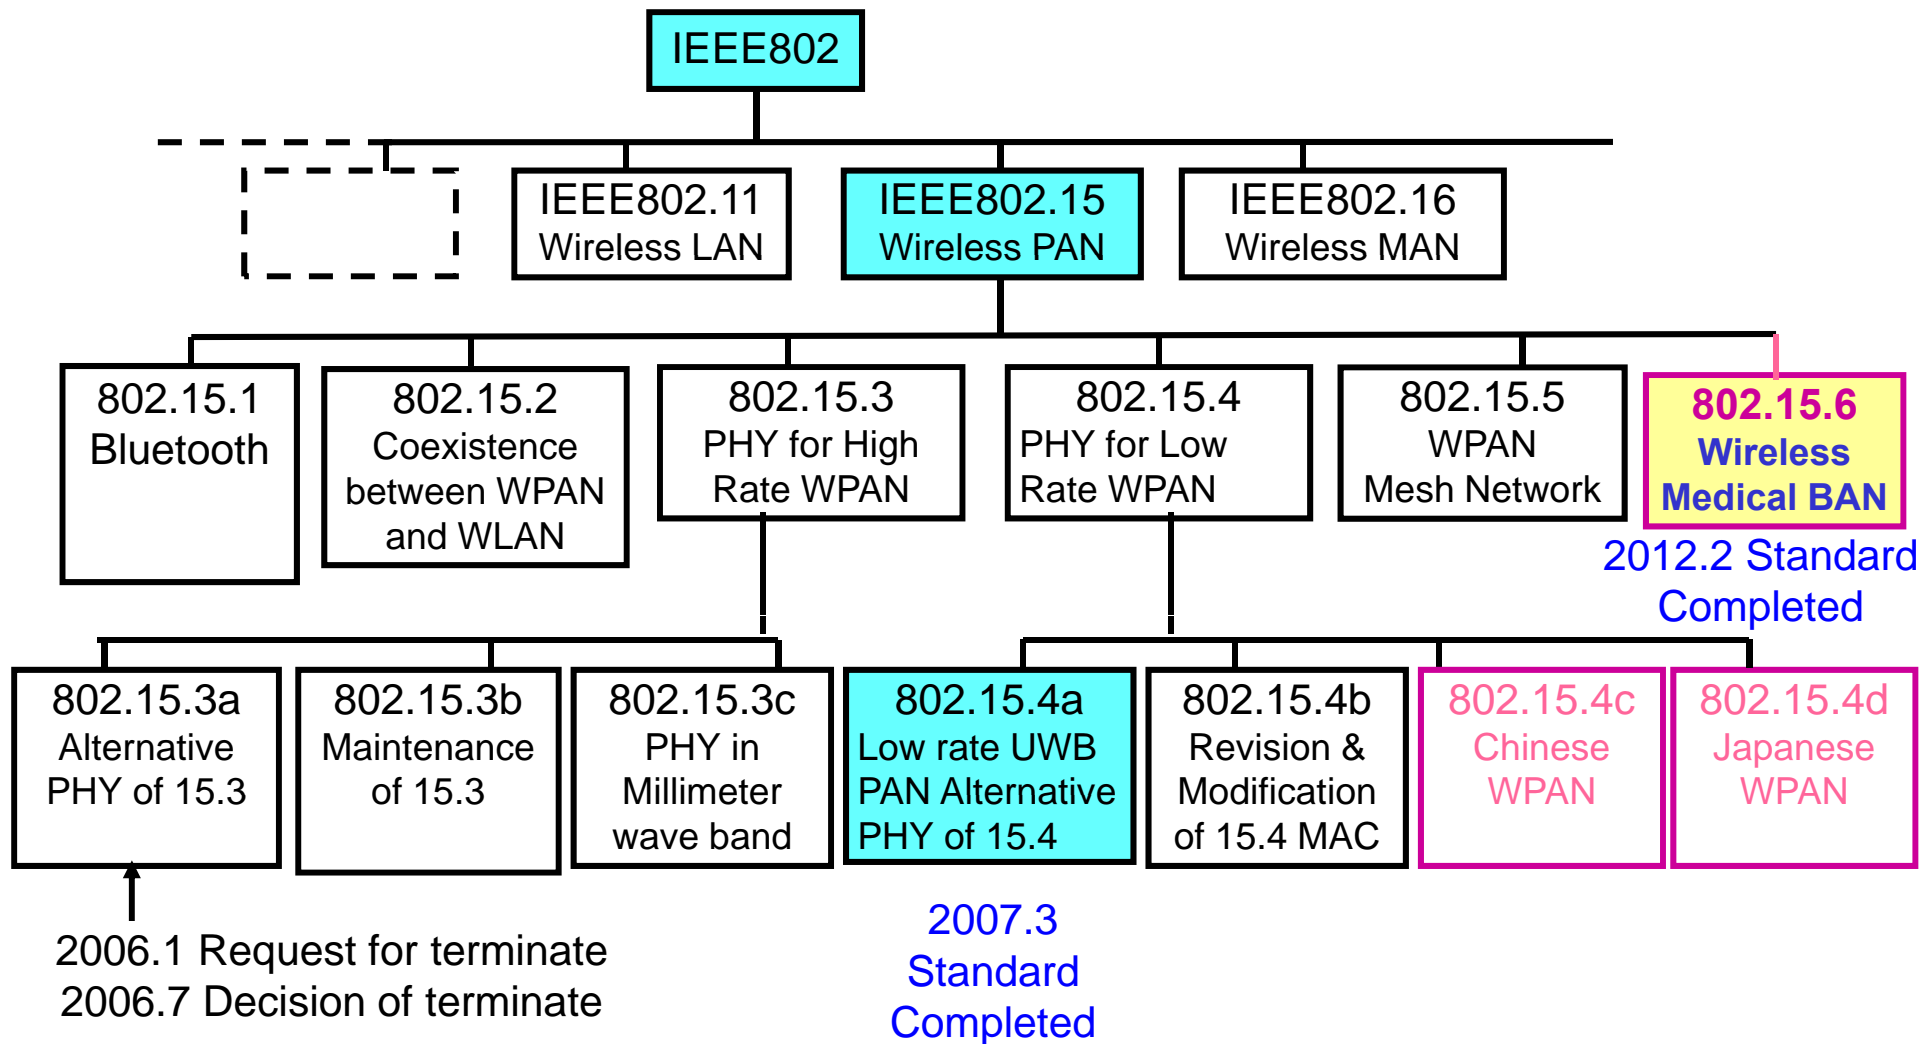 IEEE802
IEEE802.11
Wireless LAN
IEEE802.15
Wireless PAN
IEEE802.16
Wireless MAN
802.15.1
Bluetooth
802.15.2
Coexistence
between WPAN
and WLAN
802.15.3
PHY for High
Rate WPAN
802.15.4
PHY for Low
Rate WPAN
802.15.5
WPAN
Mesh Network
802.15.6
Wireless
Medical BAN
2012.2 Standard
Completed
802.15.3a
Alternative
PHY of 15.3
802.15.3b
Maintenance
of 15.3
802.15.3c
PHY in
Millimeter
wave band
802.15.4a
Low rate UWB
PAN Alternative
PHY of 15.4
802.15.4b
Revision &
Modification
of 15.4 MAC
802.15.4c
Chinese
WPAN
802.15.4d
Japanese
WPAN
2006.1 Request for terminate
2006.7 Decision of terminate
2007.3
Standard
Completed